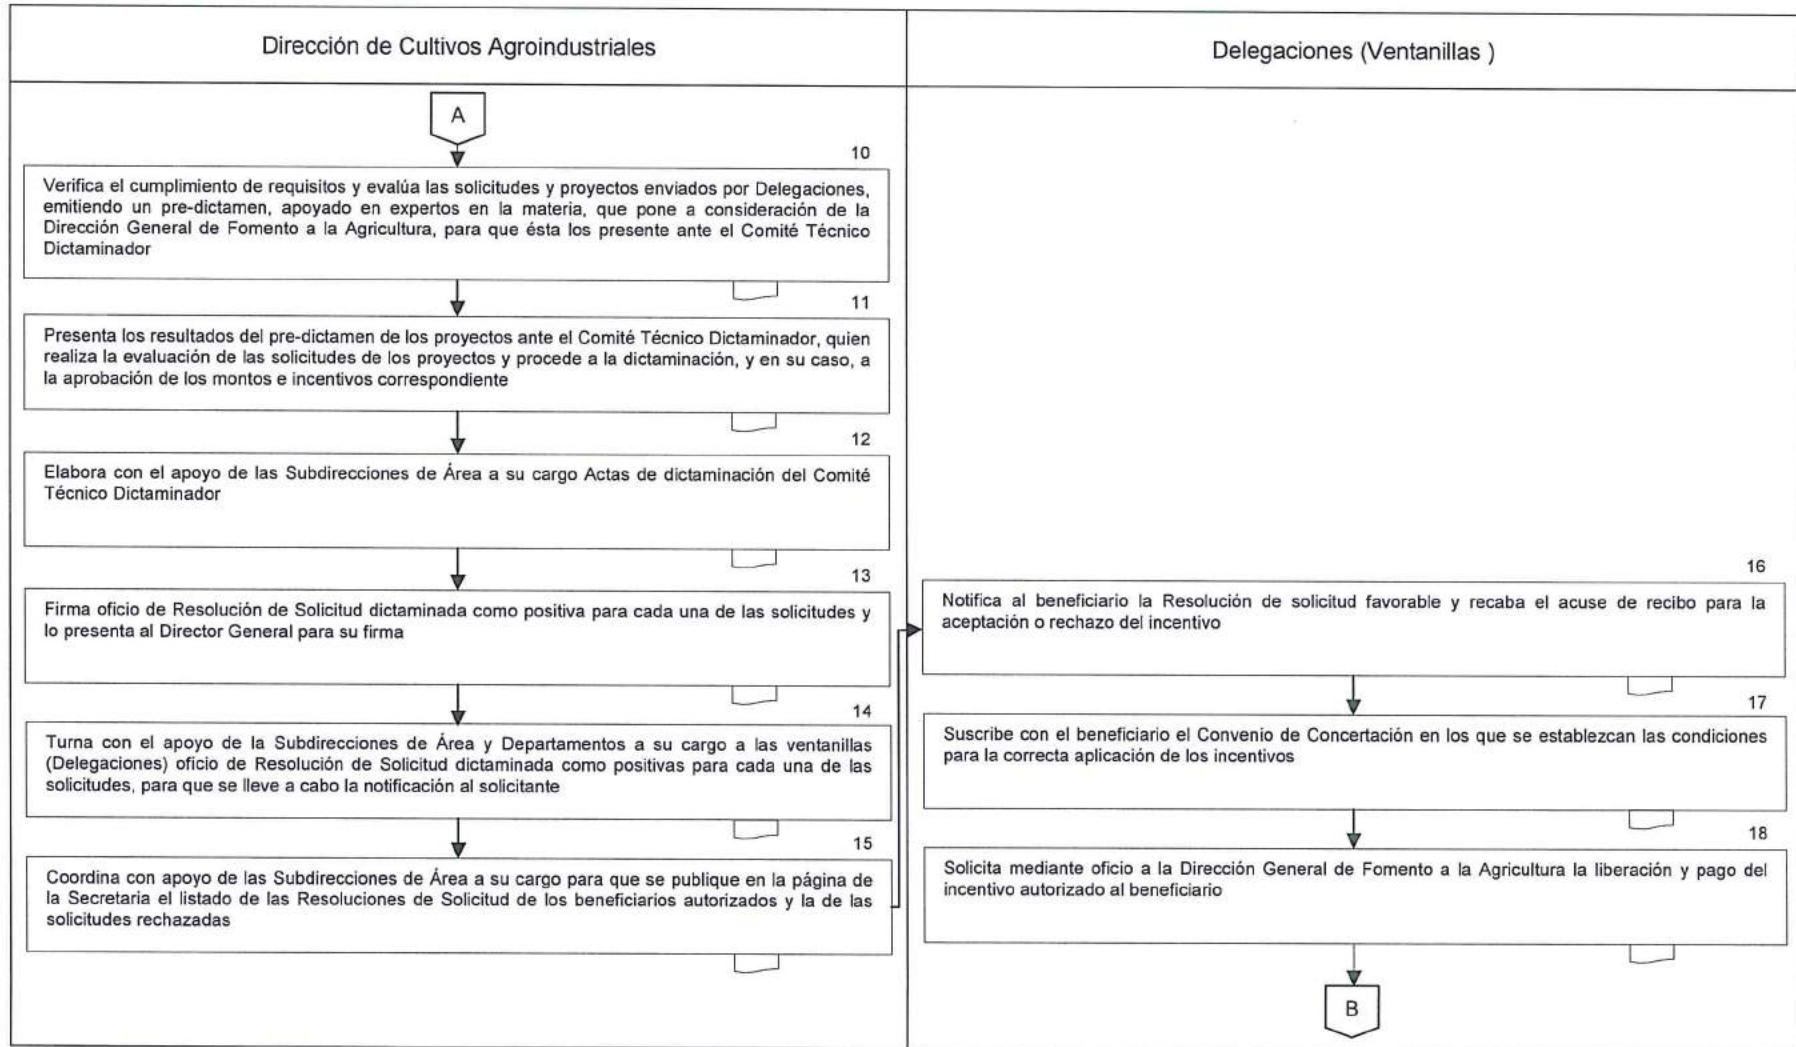 Dirección de Cultivos Agroindustriales
Delegaciones (Ventanillas )
A
10
Verifica el cumplimiento de requisitos y evalúa las solicitudes y proyectos enviados por Delegaciones,
emitiendo un pre-dictamen, apoyado en expertos en la materia, que pone a consideración de la
Dirección General de Fomento a la Agricultura, para que ésta los presente ante el Comité Técnico
Dictaminador
11
Presenta los resultados del pre-dictamen de los proyectos ante el Comité Técnico Dictaminador, quien
realiza la evaluación de las solicitudes de los proyectos y procede a la dictaminación, y en su caso, a
la aprobación de los montos e incentivos correspondiente
12
Elabora con el apoyo de las Subdirecciones de Área a su cargo Actas de dictaminación del Comité
Técnico Dictaminador
13
Firma oficio de Resolución de Solicitud dictaminada como positiva para cada una de las solicitudes y
lo presenta al Director General para su firma
14
Turna con el apoyo de la Subdirecciones de Área y Departamentos a su cargo a las ventanillas
(Delegaciones) oficio de Resolución de Solicitud dictaminada como positivas para cada una de las
solicitudes, para que se lleve a cabo la notificación al solicitante
15
Coordina con apoyo de las Subdirecciones de Área a su cargo para que se publique en la página de
la Secretaria el listado de las Resoluciones de Solicitud de los beneficiarios autorizados y la de las
solicitudes rechazadas
16
Notifica al beneficiario la Resolución de solicitud favorable y recaba el acuse de recibo para la
aceptación o rechazo del incentivo
17
Suscribe con el beneficiario el Convenio de Concertación en los que se establezcan las condiciones
para la correcta aplicación de los incentivos
18
Solicita mediante oficio a la Dirección General de Fomento a la Agricultura la liberación y pago del
incentivo autorizado al beneficiario
B